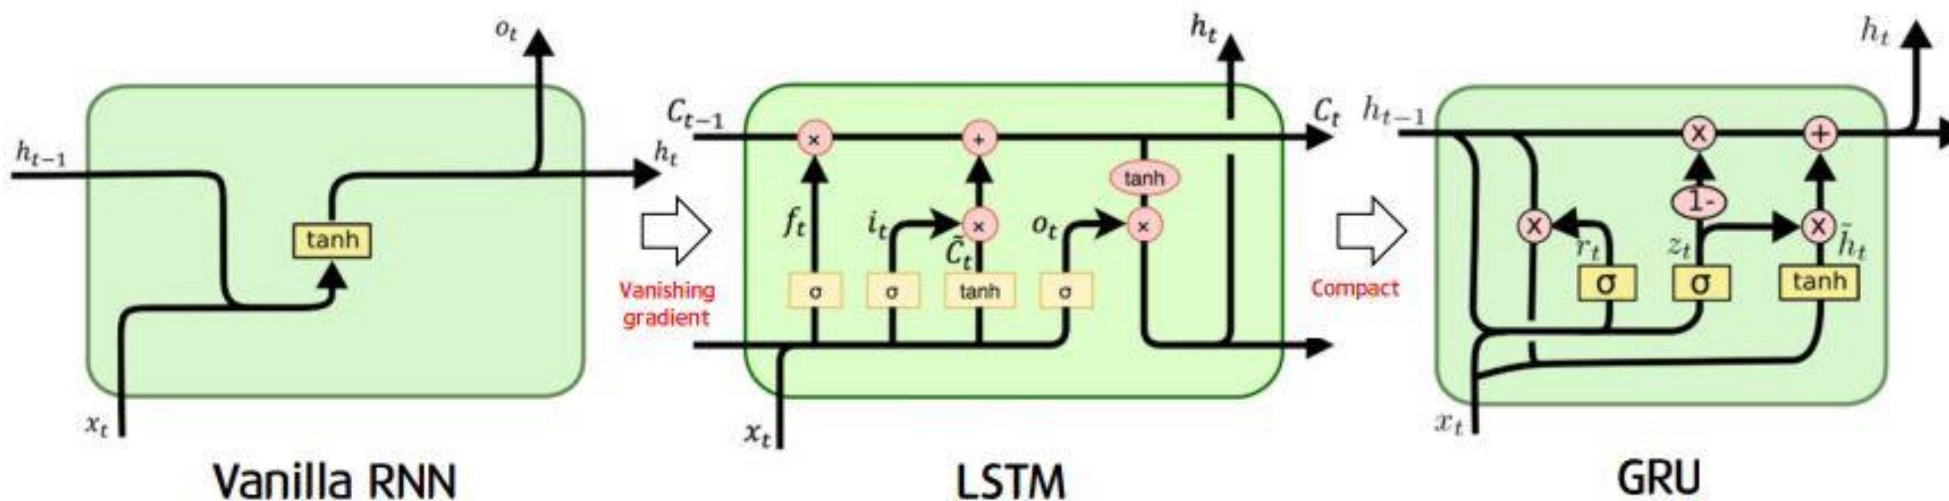 o_t
h_{t-1}
h_t
tanh
x_t
Vanilla RNN
Vanishing
gradient
h_t
C_{t-1}
C_t
×
+
tanh
f_t
i_t
×
C̃_t
o_t
×
σ
σ
tanh
σ
x_t
LSTM
Compact
h_t
h_{t-1}
x
+
1-
x
r_t
z_t
x
h̃_t
σ
σ
tanh
x_t
GRU